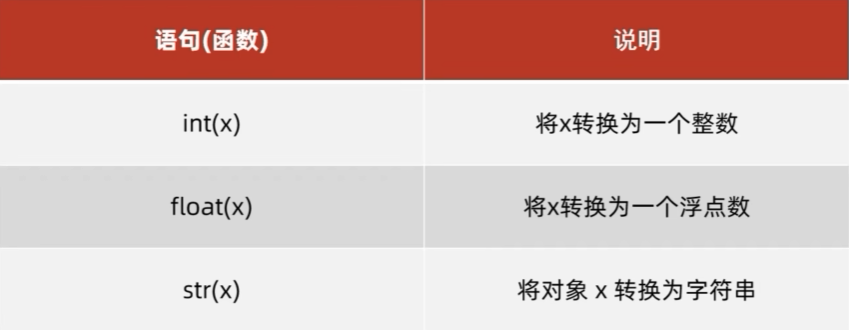 语句(函数) 说明
int(x) 将x转换为一个整数
float(x) 将x转换为一个浮点数
str(x) 将对象 x 转换为字符串